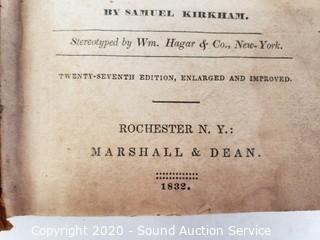 BY SAMUEL KIRKHAM.
Stereotyped by Wm. Hagar & Co., New-York.
TWENTY-SEVENTH EDITION, ENLARGED AND IMPROVED.
ROCHESTER N. Y.:
MARSHALL & DEAN.
1832.
Copyright © 2020 - Sound Auction Service